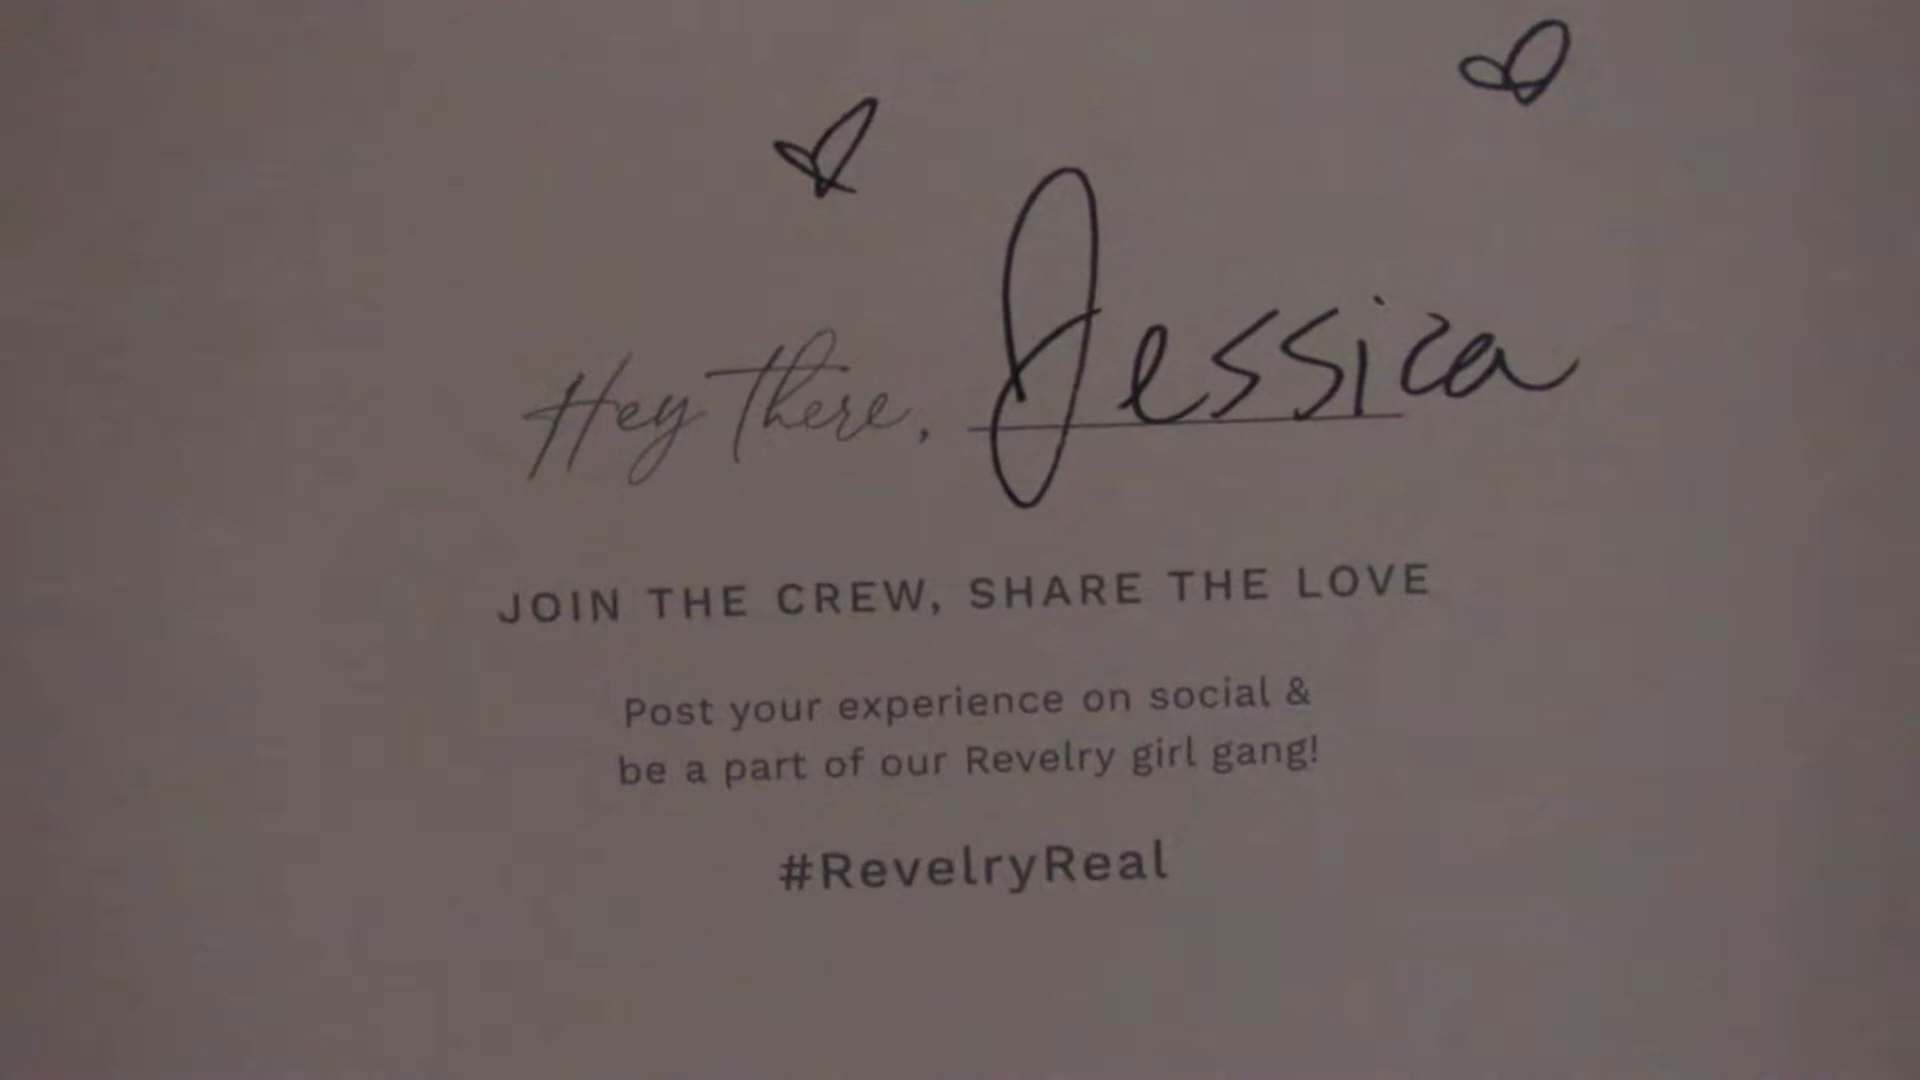 Hey there, Jessica
JOIN THE CREW, SHARE THE LOVE
Post your experience on social &
be a part of our Revelry girl gang!
#RevelryReal